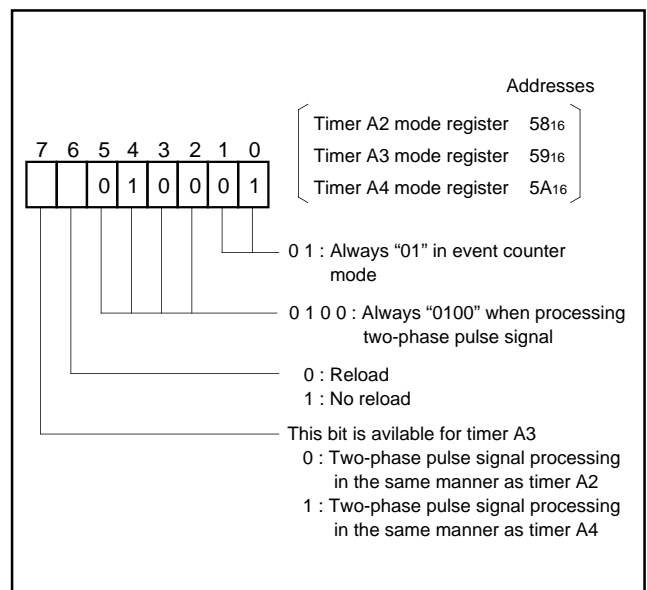 Addresses
Timer A2 mode register 5816
Timer A3 mode register 5916
Timer A4 mode register 5A16
7 6 5 4 3 2 1 0
0 1 0 0 0 1
0 1 : Always “01” in event counter
mode
0 1 0 0 : Always “0100” when processing
two-phase pulse signal
0 : Reload
1 : No reload
This bit is avilable for timer A3
0 : Two-phase pulse signal processing
in the same manner as timer A2
1 : Two-phase pulse signal processing
in the same manner as timer A4